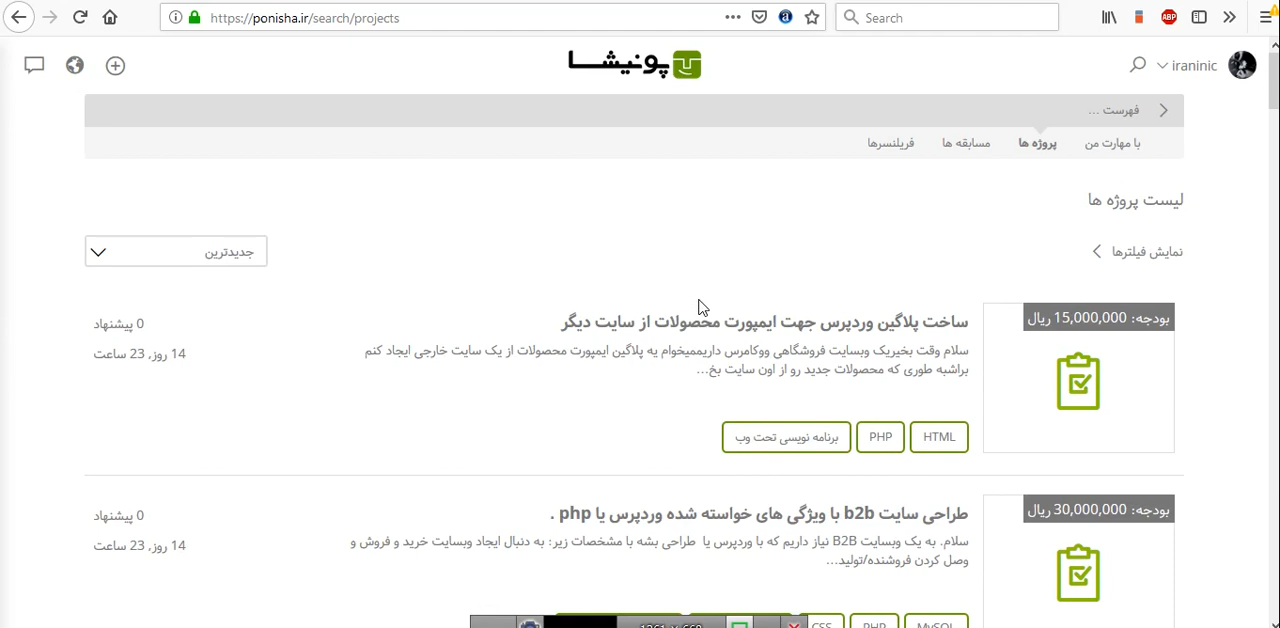 https://ponisha.ir/search/projects
Search
ABP
پونیشا
iraninic
فهرست ...
با مهارت من
پروژه ها
مسابقه ها
فریلنسرها
لیست پروژه ها
نمایش فیلترها
جدیدترین
بودجه: 15,000,000 ریال
ساخت پلاگین وردپرس جهت ایمپورت محصولات از سایت دیگر
0 پیشنهاد
سلام وقت بخیریک وبسایت فروشگاهی ووکامرس داریممیخوام یه پلاگین ایمپورت محصولات از یک سایت خارجی ایجاد کنم
14 روز, 23 ساعت
براشبه طوری که محصولات جدید رو از اون سایت بخ...
HTML
PHP
برنامه نویسی تحت وب
بودجه: 30,000,000 ریال
طراحی سایت b2b با ویژگی های خواسته شده وردپرس یا php .
0 پیشنهاد
سلام. به یک وبسایت B2B نیاز داریم که با وردپرس یا طراحی بشه با مشخصات زیر: به دنبال ایجاد وبسایت خرید و فروش و
14 روز, 23 ساعت
وصل کردن فروشنده/تولید...
MySQL
PHP
CSS